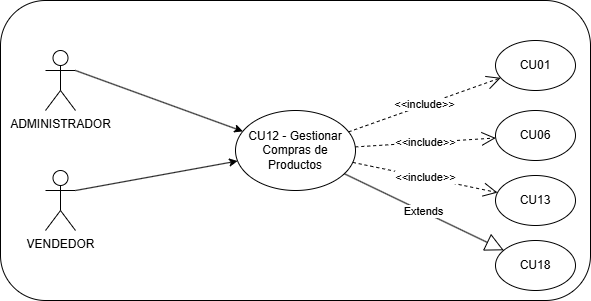 ADMINISTRADOR
VENDEDOR
CU12 - Gestionar
Compras de
Productos
<<include>>
<<include>>
<<include>>
Extends
CU01
CU06
CU13
CU18